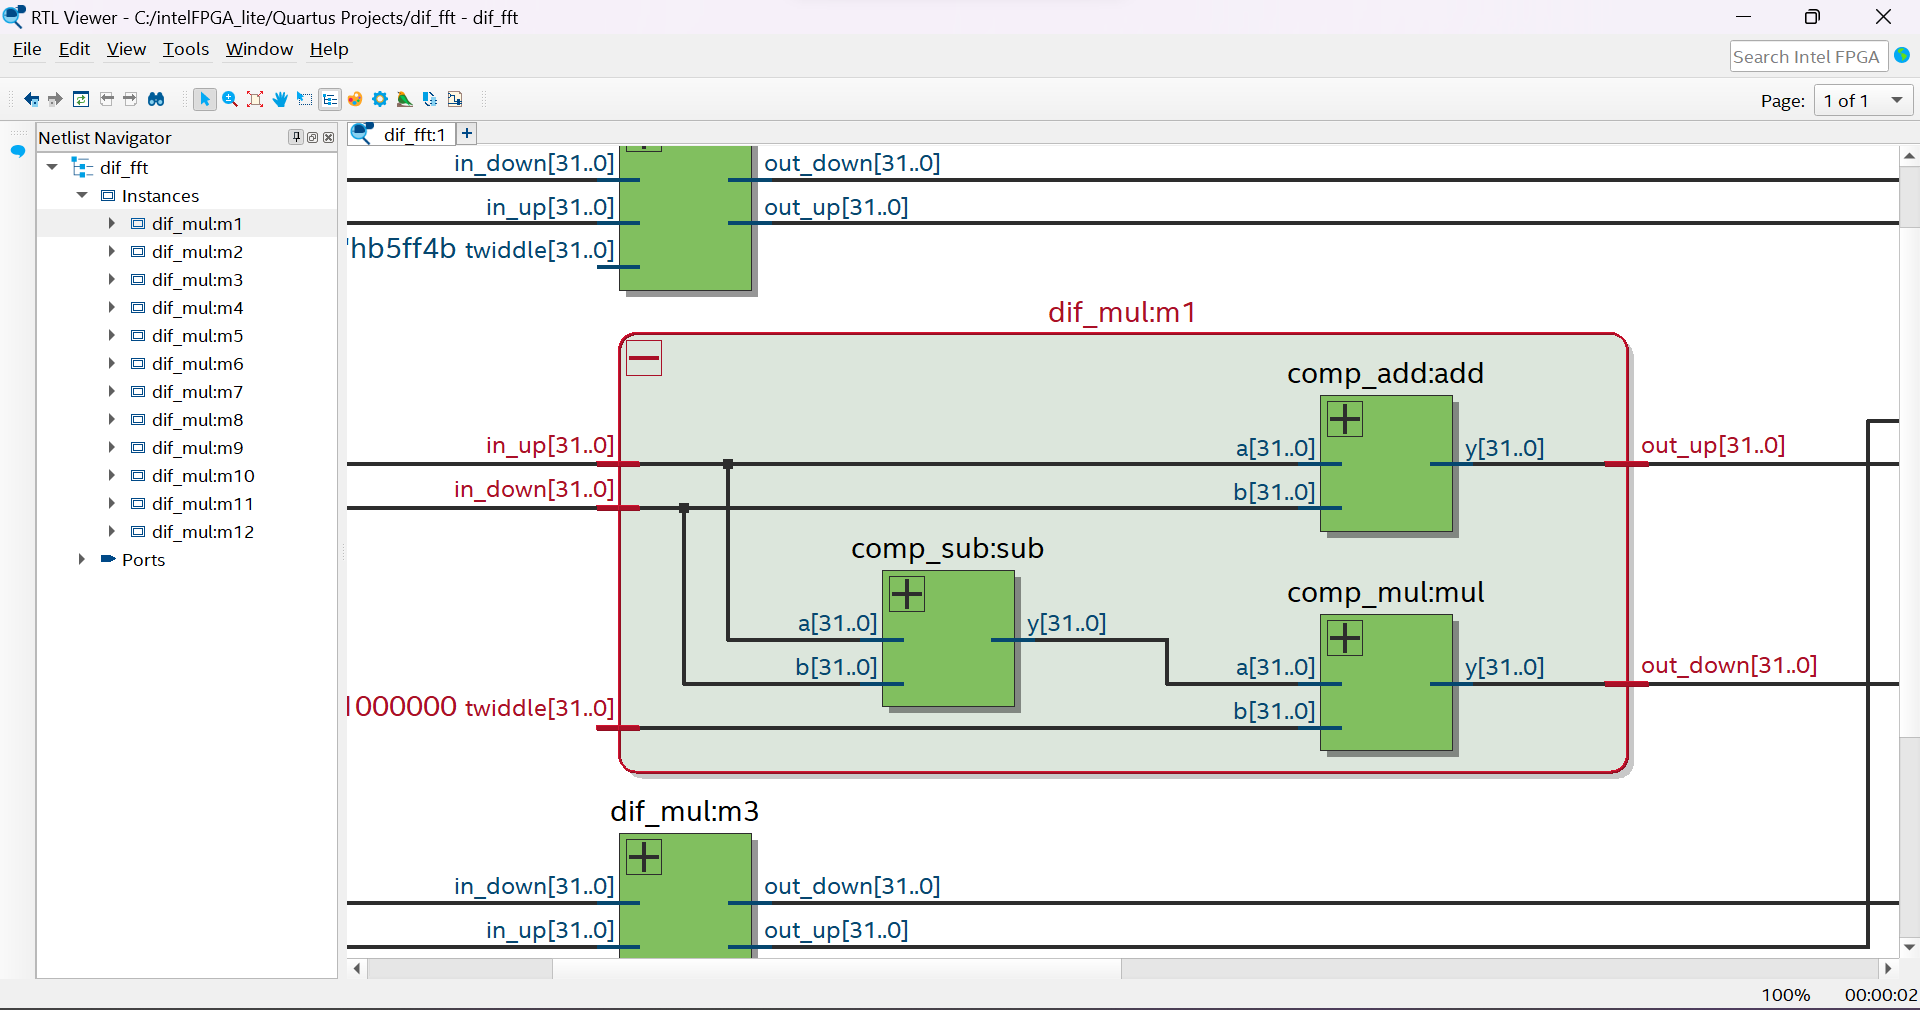 RTL Viewer - C:/intelFPGA_lite/Quartus Projects/dif_fft - dif_fft
File Edit View Tools Window Help
Search Intel FPGA
Page: 1 of 1
Netlist Navigator
dif_fft
Instances
dif_mul:m1
dif_mul:m2
dif_mul:m3
dif_mul:m4
dif_mul:m5
dif_mul:m6
dif_mul:m7
dif_mul:m8
dif_mul:m9
dif_mul:m10
dif_mul:m11
dif_mul:m12
Ports
dif_fft:1
in_down[31..0] out_down[31..0]
in_up[31..0] out_up[31..0]
'hb5ff4b twiddle[31..0]
dif_mul:m1
comp_add:add
in_up[31..0] a[31..0] y[31..0] out_up[31..0]
in_down[31..0] b[31..0]
comp_sub:sub
comp_mul:mul
a[31..0] y[31..0]
b[31..0] a[31..0] y[31..0] out_down[31..0]
1000000 twiddle[31..0] b[31..0]
dif_mul:m3
in_down[31..0] out_down[31..0]
in_up[31..0] out_up[31..0]
100% 00:00:02